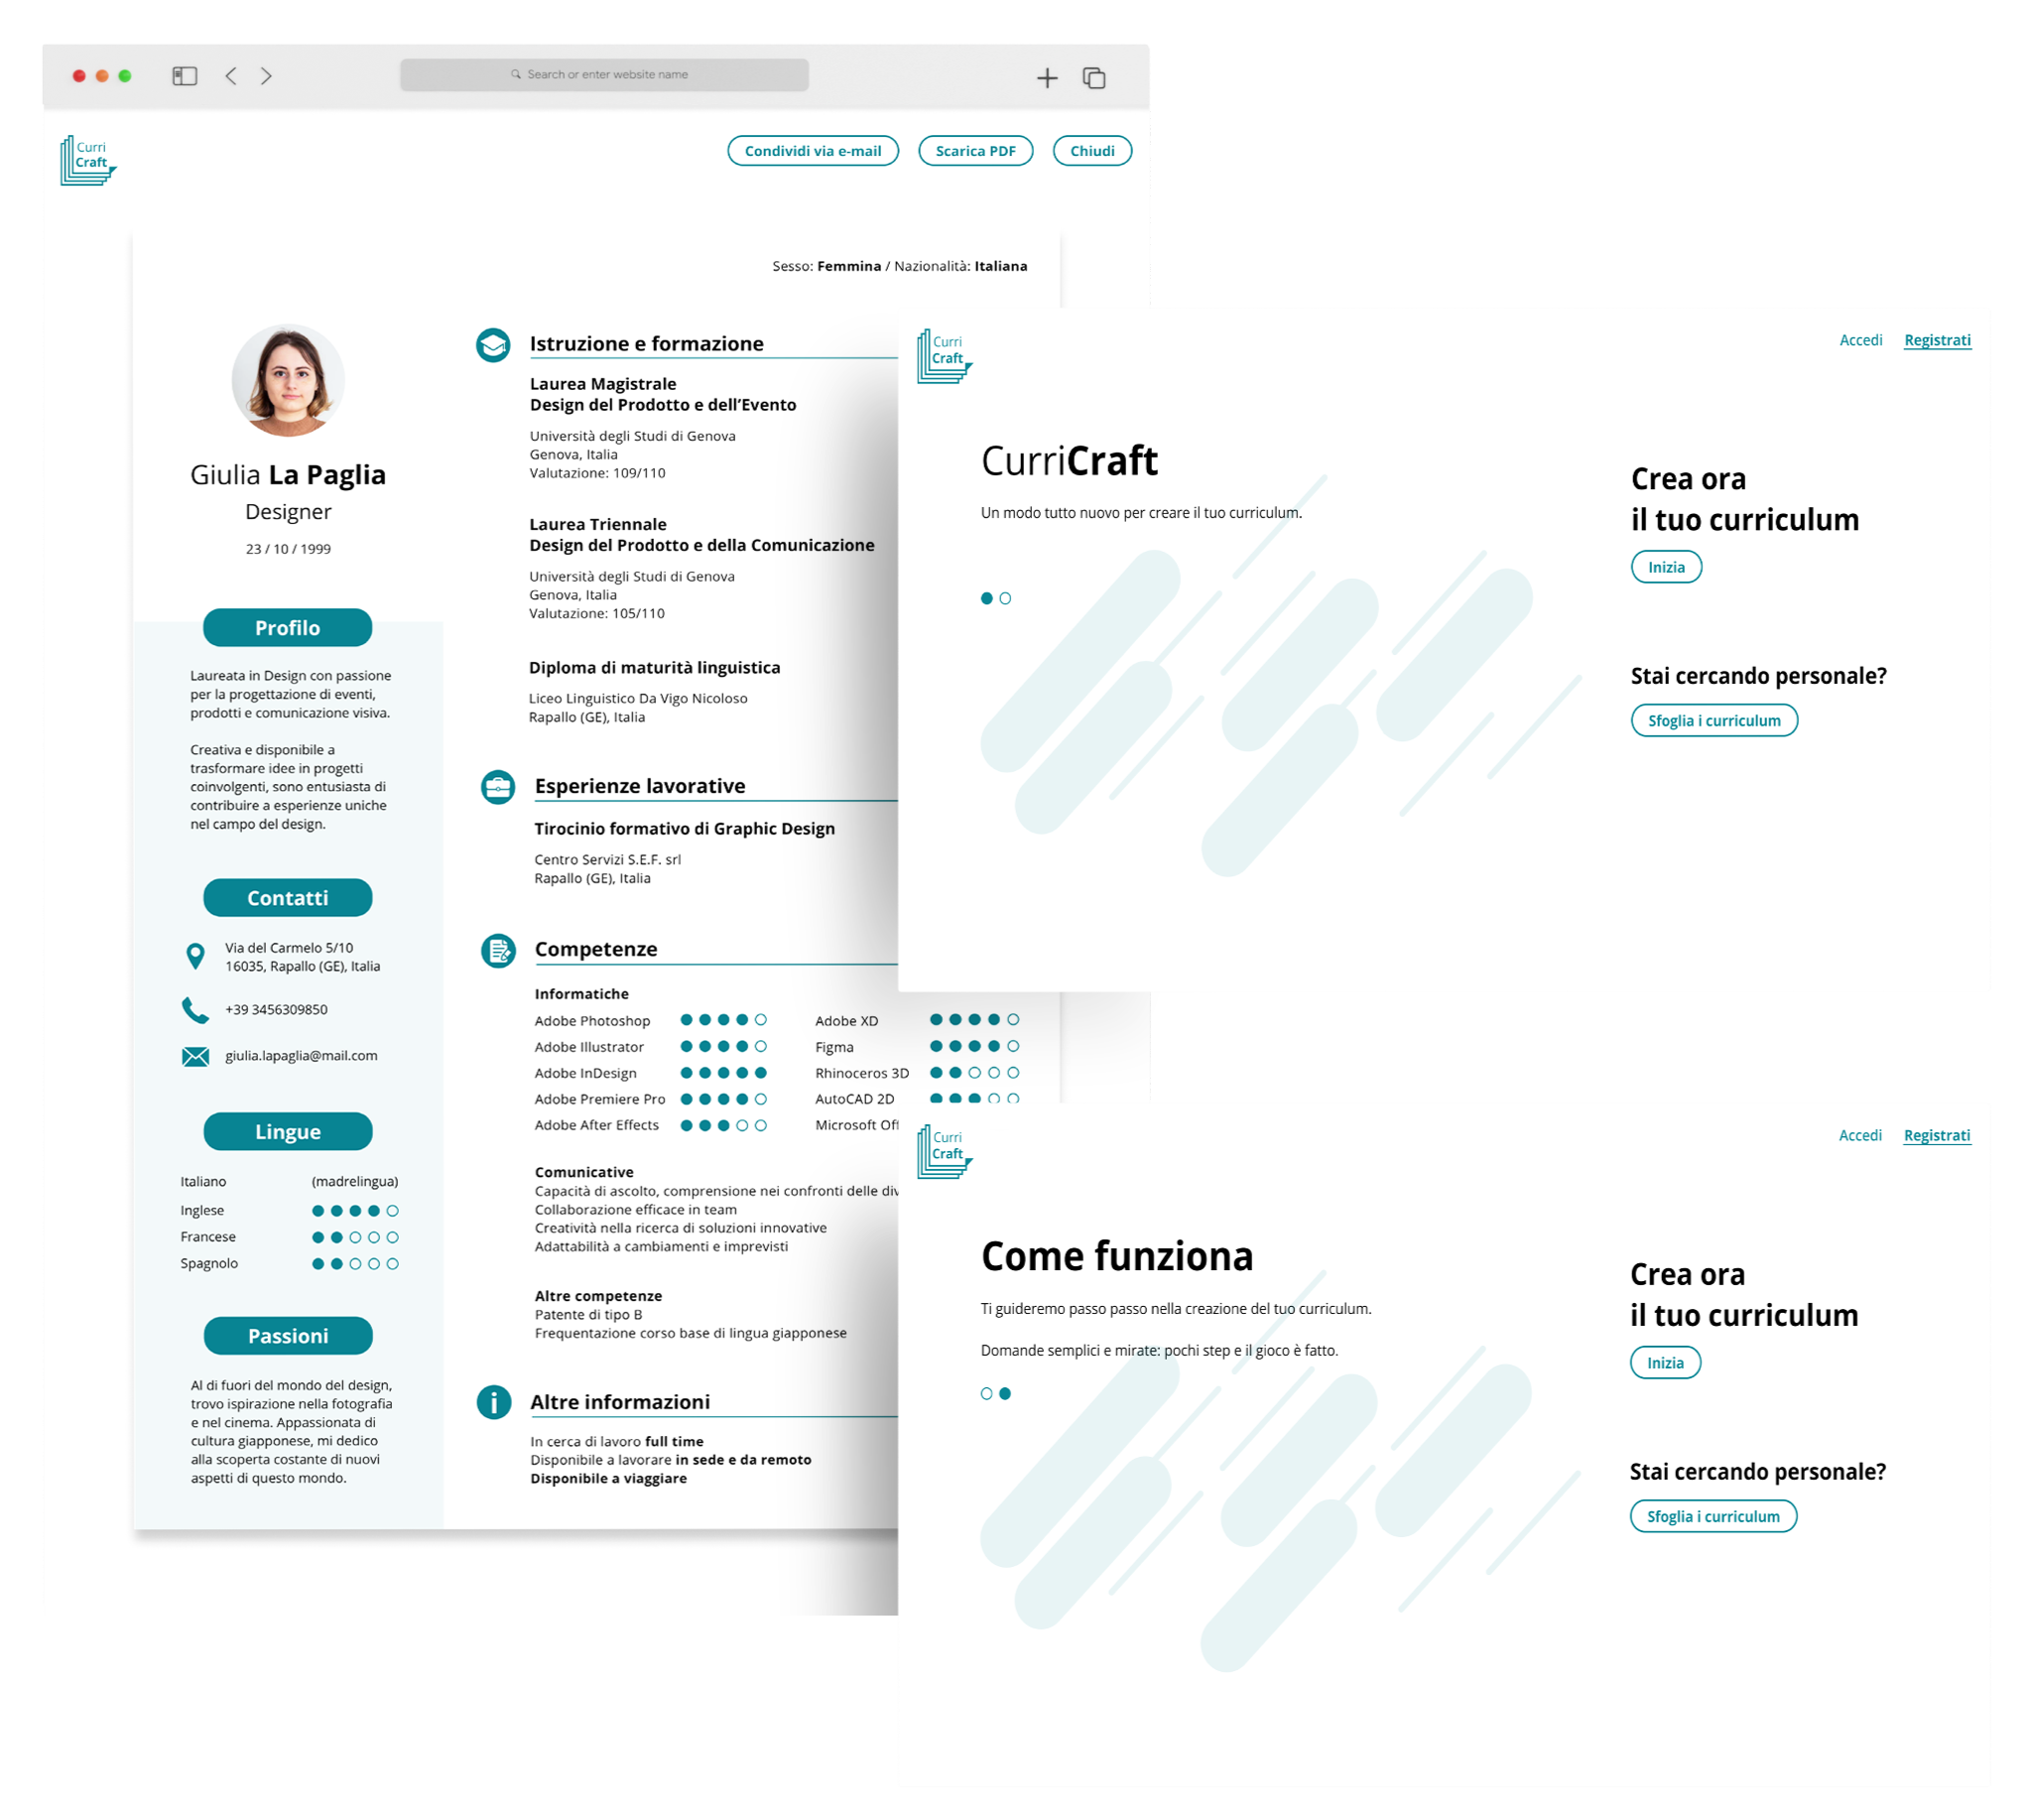 Search or enter website name
Curri
Craft
Condividi via e-mail
Scarica PDF
Chiudi
Sesso: Femmina / Nazionalità: Italiana
Giulia La Paglia
Designer
23 / 10 / 1999
Profilo
Laureata in Design con passione
per la progettazione di eventi,
prodotti e comunicazione visiva.
Creativa e disponibile a
trasformare idee in progetti
coinvolgenti, sono entusiasta di
contribuire a esperienze uniche
nel campo del design.
Contatti
Via del Carmelo 5/10
16035, Rapallo (GE), Italia
+39 3456309850
giulia.lapaglia@mail.com
Lingue
Italiano (madrelingua)
Inglese
Francese
Spagnolo
Passioni
Al di fuori del mondo del design,
trovo ispirazione nella fotografia
e nel cinema. Appassionata di
cultura giapponese, mi dedico
alla scoperta costante di nuovi
aspetti di questo mondo.
Istruzione e formazione
Laurea Magistrale
Design del Prodotto e dell'Evento
Università degli Studi di Genova
Genova, Italia
Valutazione: 109/110
Laurea Triennale
Design del Prodotto e della Comunicazione
Università degli Studi di Genova
Genova, Italia
Valutazione: 105/110
Diploma di maturità linguistica
Liceo Linguistico Da Vigo Nicoloso
Rapallo (GE), Italia
Esperienze lavorative
Tirocinio formativo di Graphic Design
Centro Servizi S.E.F. srl
Rapallo (GE), Italia
Competenze
Informatiche
Adobe Photoshop
Adobe Illustrator
Adobe InDesign
Adobe Premiere Pro
Adobe After Effects
Adobe XD
Figma
Rhinoceros 3D
AutoCAD 2D
Microsoft
Comunicative
Capacità di ascolto, comprensione nei confronti delle
Collaborazione efficace in team
Creatività nella ricerca di soluzioni innovative
Adattabilità a cambiamenti e imprevisti
Altre competenze
Patente di tipo B
Frequentazione corso base di lingua giapponese
Altre informazioni
In cerca di lavoro full time
Disponibile a lavorare in sede e da remoto
Disponibile a viaggiare
Curri
Craft
Accedi
Registrati
CurriCraft
Un modo tutto nuovo per creare il tuo curriculum.
Crea ora
il tuo curriculum
Inizia
Stai cercando personale?
Sfoglia i curriculum
Curri
Craft
Accedi
Registrati
Come funziona
Ti guideremo passo passo nella creazione del tuo curriculum.
Domande semplici e mirate: pochi step e il gioco è fatto.
Crea ora
il tuo curriculum
Inizia
Stai cercando personale?
Sfoglia i curriculum